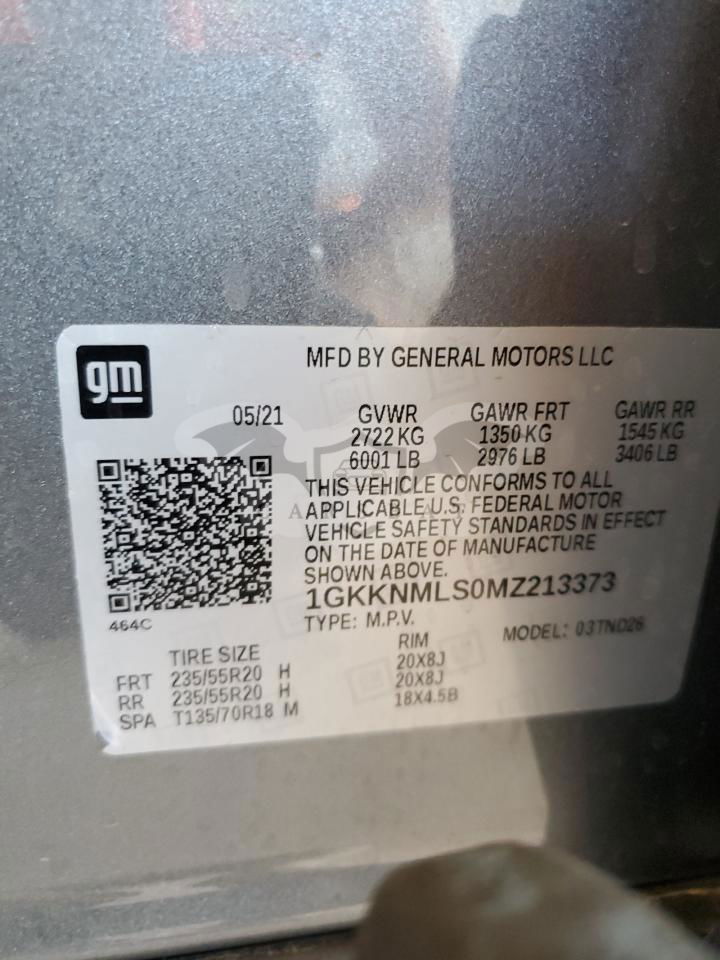 gm
MFD BY GENERAL MOTORS LLC
05/21 GVWR GAWR FRT GAWR RR
2722 KG 1350 KG 1545 KG
6001 LB 2976 LB 3406 LB
THIS VEHICLE CONFORMS TO ALL
APPLICABLE U.S. FEDERAL MOTOR
VEHICLE SAFETY STANDARDS IN EFFECT
ON THE DATE OF MANUFACTURE
SHOWN ABOVE.
1GKKNMLS0MZ213373
464C
TYPE: M.P.V. MODEL: 03TND26
TIRE SIZE RIM
FRT 235/55R20 H 20X8J
RR 235/55R20 H 20X8J
SPA T135/70R18 M 18X4.5B